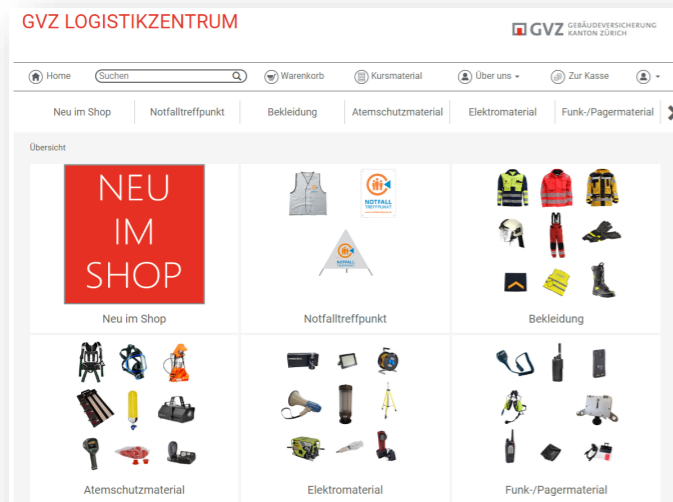 GVZ LOGISTIKZENTRUM
GVZ GEBÄUDEVERSICHERUNG
KANTON ZÜRICH
Home Suchen Warenkorb Kursmaterial Über uns Zur Kasse
Neu im Shop Notfalltreffpunkt Bekleidung Atemschutzmaterial Elektromaterial Funk-/Pagermaterial
Übersicht
NEU
IM
SHOP
NOTFALL
TREFFPUNKT
NOTFALL
Neu im Shop Notfalltreffpunkt Bekleidung
Atemschutzmaterial Elektromaterial Funk-/Pagermaterial